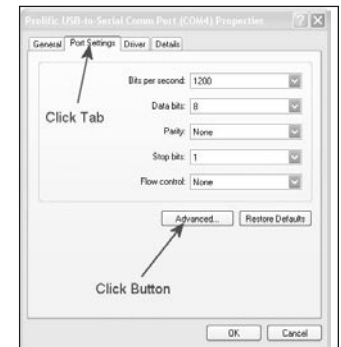 Prolific USB-to-Serial Comm Port (COM4) Properties
General Port Settings Driver Details
Bits per second: 1200
Data bits: 8
Click Tab
Parity: None
Stop bits: 1
Flow control: None
Advanced... Restore Defaults
Click Button
OK Cancel